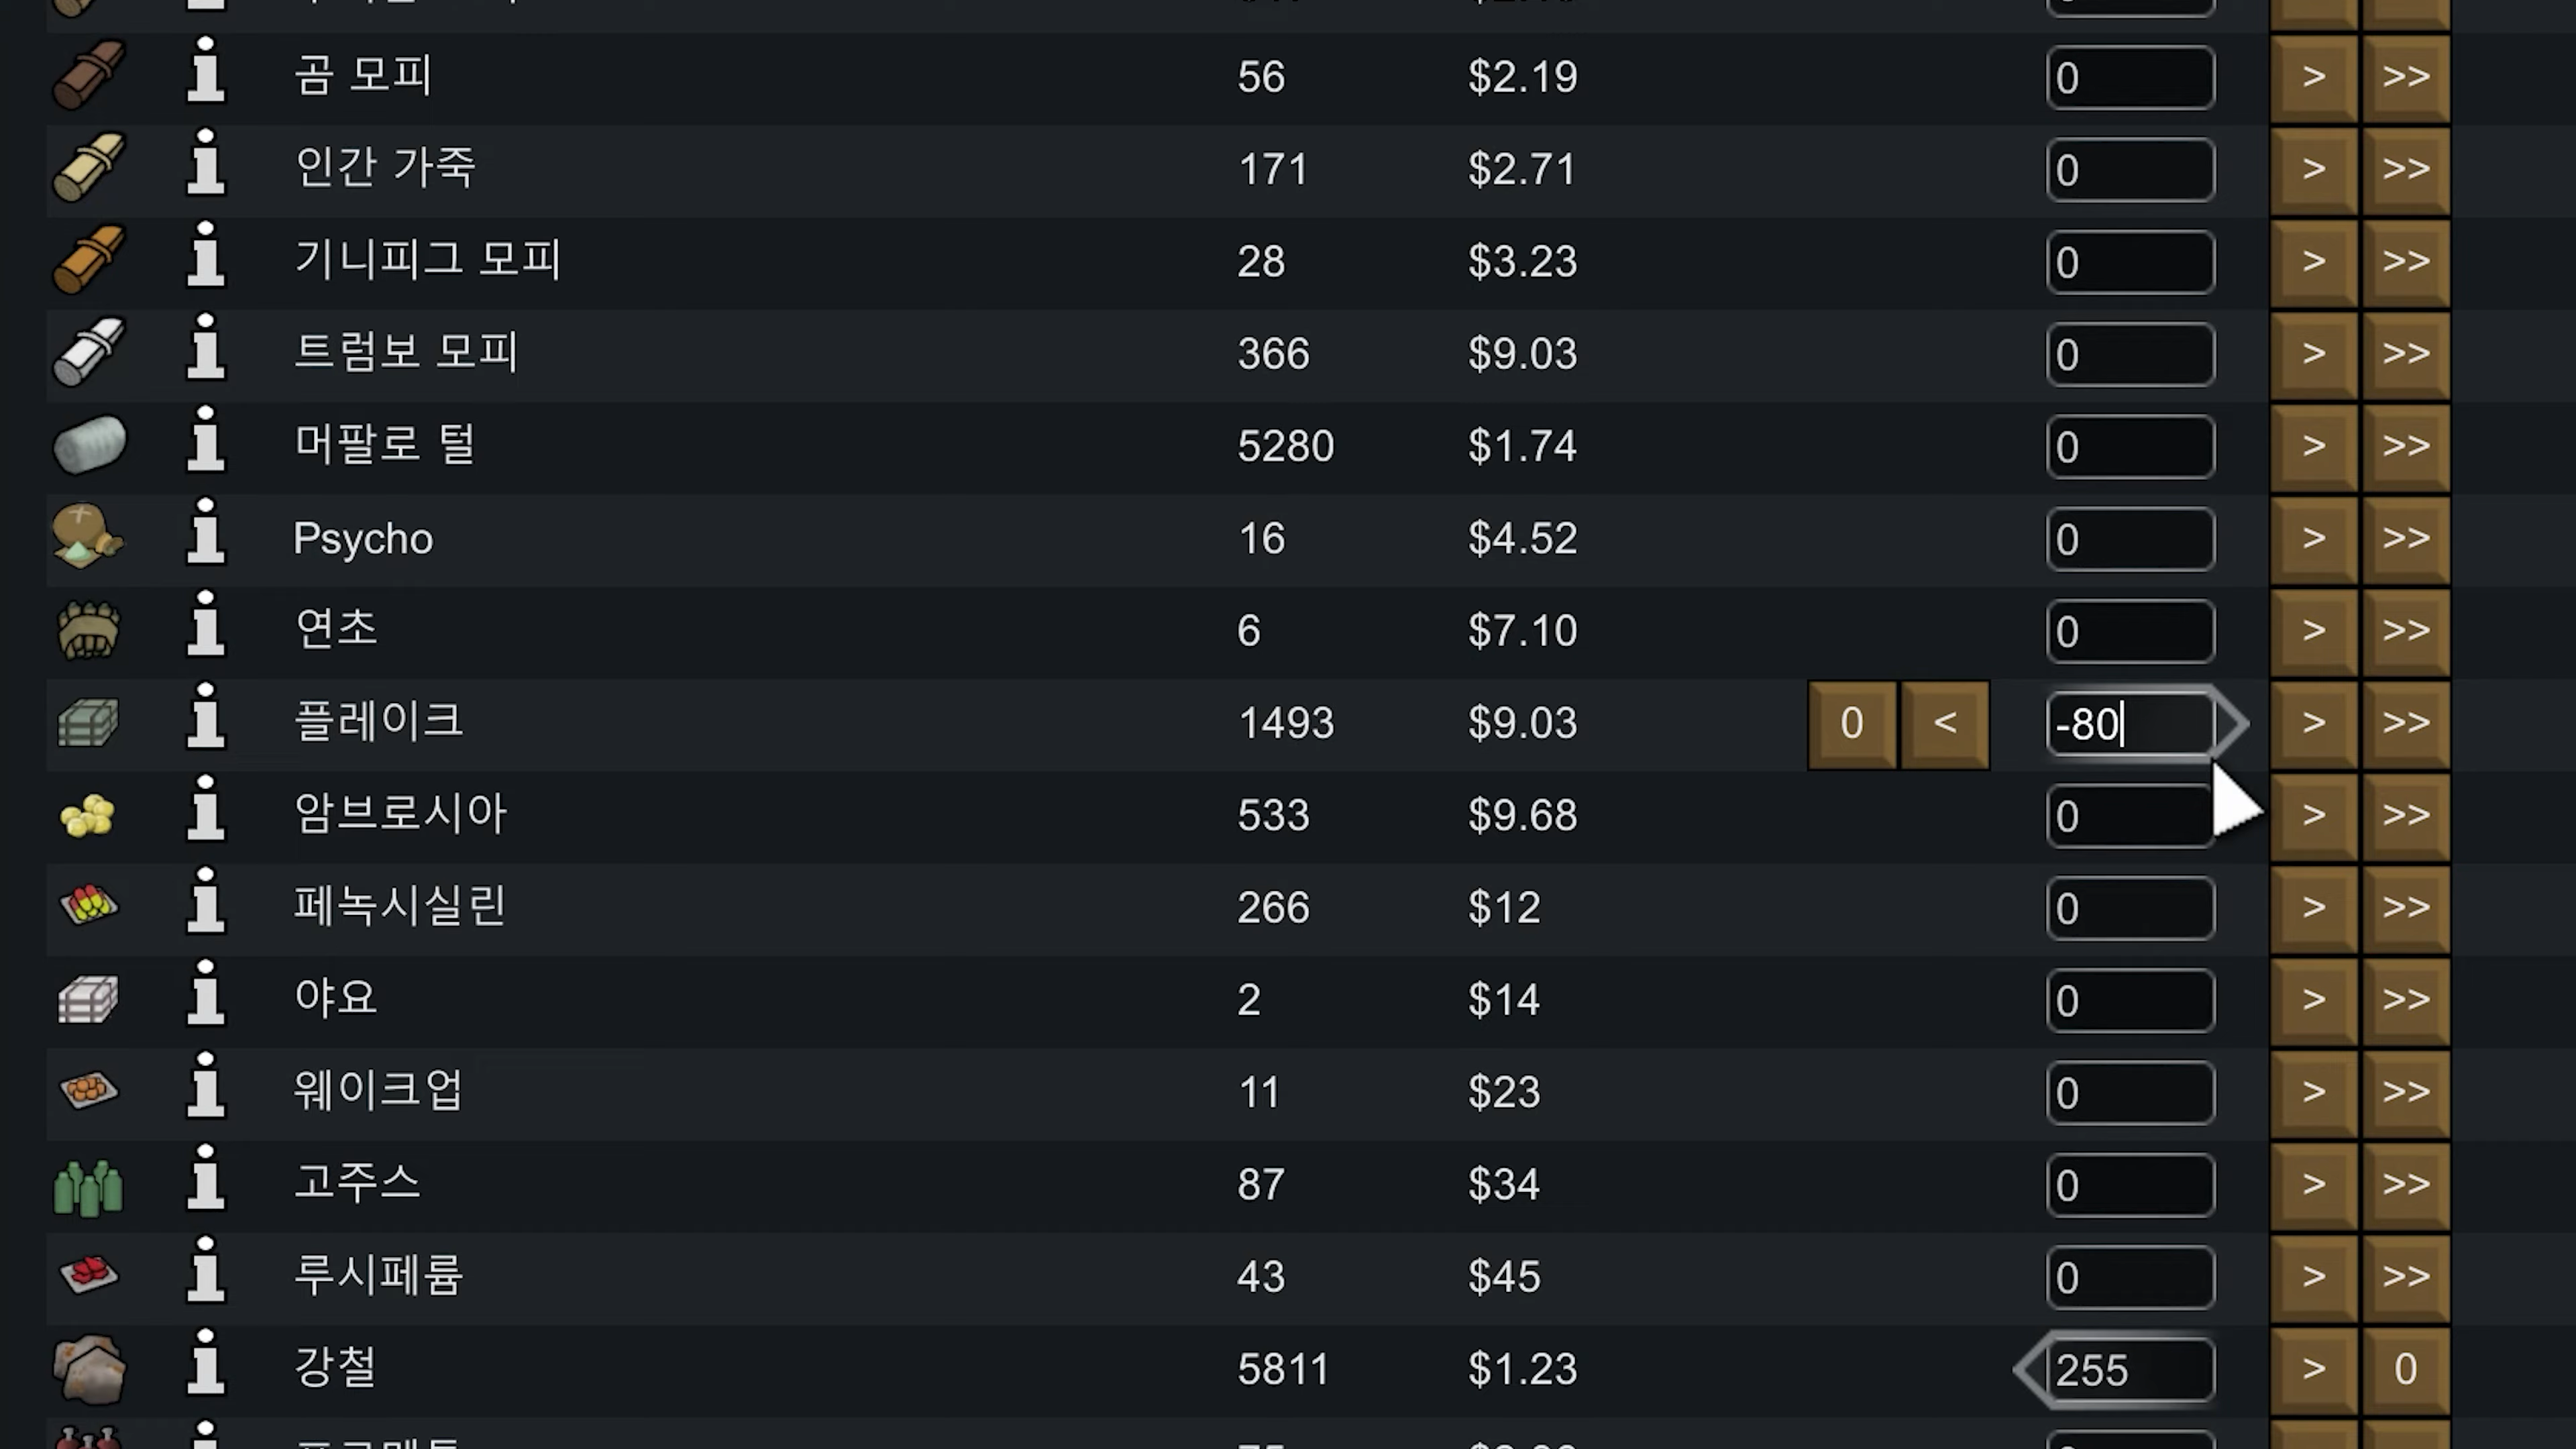 곰 모피 56 $2.19 0 > >>
인간 가죽 171 $2.71 0 > >>
기니피그 모피 28 $3.23 0 > >>
트럼보 모피 366 $9.03 0 > >>
머팔로 털 5280 $1.74 0 > >>
Psycho 16 $4.52 0 > >>
연초 6 $7.10 0 > >>
플레이크 1493 $9.03 0 < -80 > >>
암브로시아 533 $9.68 0 > >>
페녹시실린 266 $12 0 > >>
야요 2 $14 0 > >>
웨이크업 11 $23 0 > >>
고주스 87 $34 0 > >>
루시페륨 43 $45 0 > >>
강철 5811 $1.23 255 > 0